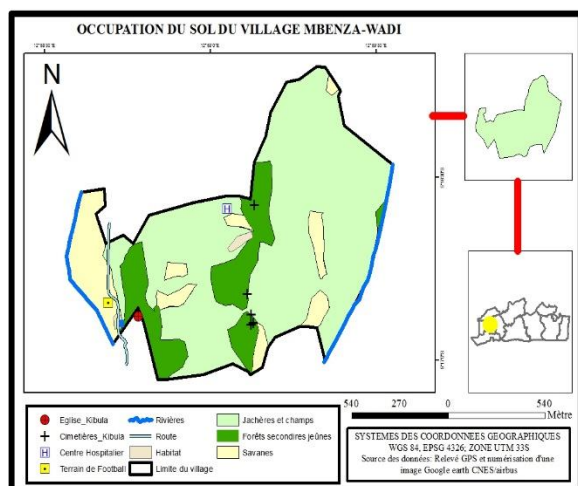 OCCUPATION DU SOL DU VILLAGE MBENZA-WADI
N
H
540 270 0 540
Mètre
Eglise_Kibula
Cimetières_Kibula
H Centre Hospitalier
Terrain de Football
Rivières
Route
Habitat
Limite du village
Jachères et champs
Forêts secondires jeûnes
Savanes
SYSTEMES DES COORDONNEES GEOGRAPHIQUES
WGS 84, EPSG 4326; ZONE UTM 33S
Source des données: Relevé GPS et numérisation d'une
image Google earth CNES/airbus